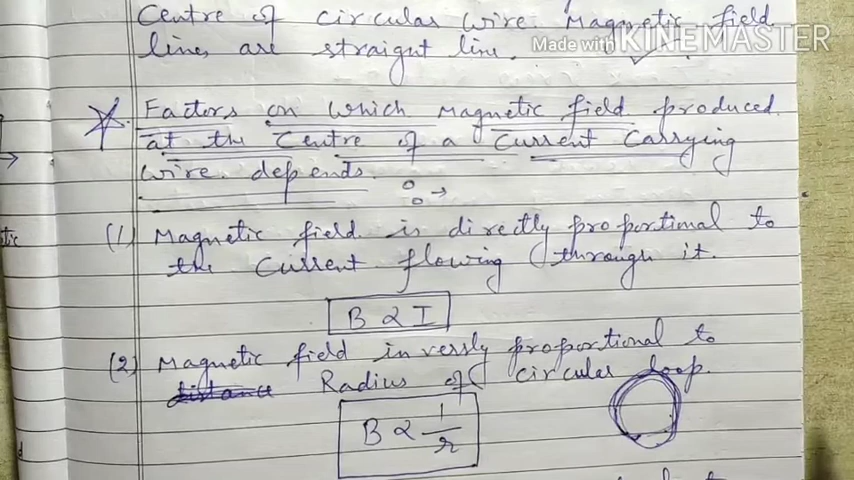 Centre of circular wire. Magnetic field
lines are straight line.
Made with KINEMASTER
Factors on which magnetic field produced
at the Centre of a Current Carrying
wire depends.
(1) Magnetic field is directly proportional to
the Current flowing through it.
B ∝ I
(2) Magnetic field inversly proportional to
distance Radius of circular loop.
B ∝ 1/r